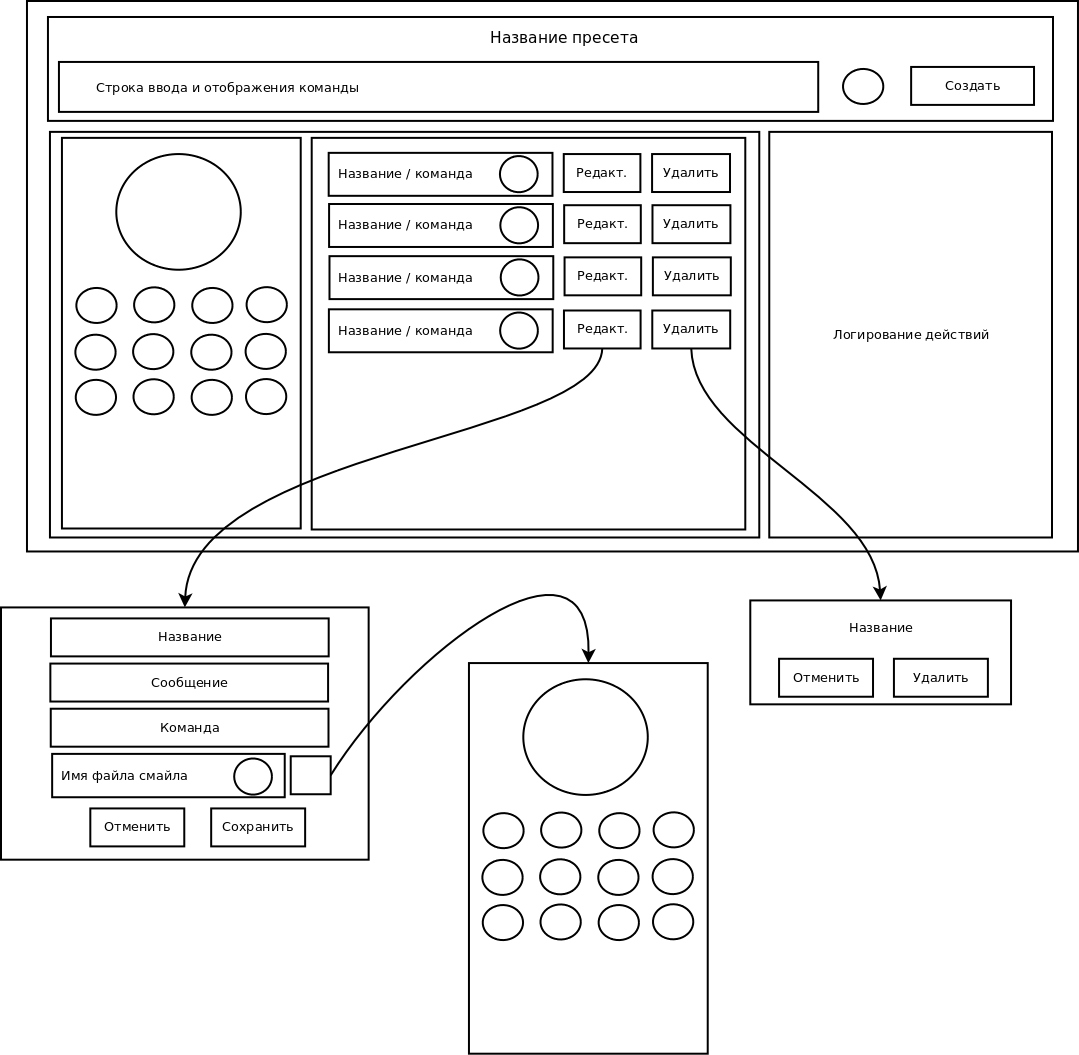 Название пресета
Строка ввода и отображения команды
Создать
Название / команда
Редакт.
Удалить
Название / команда
Редакт.
Удалить
Название / команда
Редакт.
Удалить
Название / команда
Редакт.
Удалить
Логирование действий
Название
Сообщение
Команда
Имя файла смайла
Отменить
Сохранить
Название
Отменить
Удалить